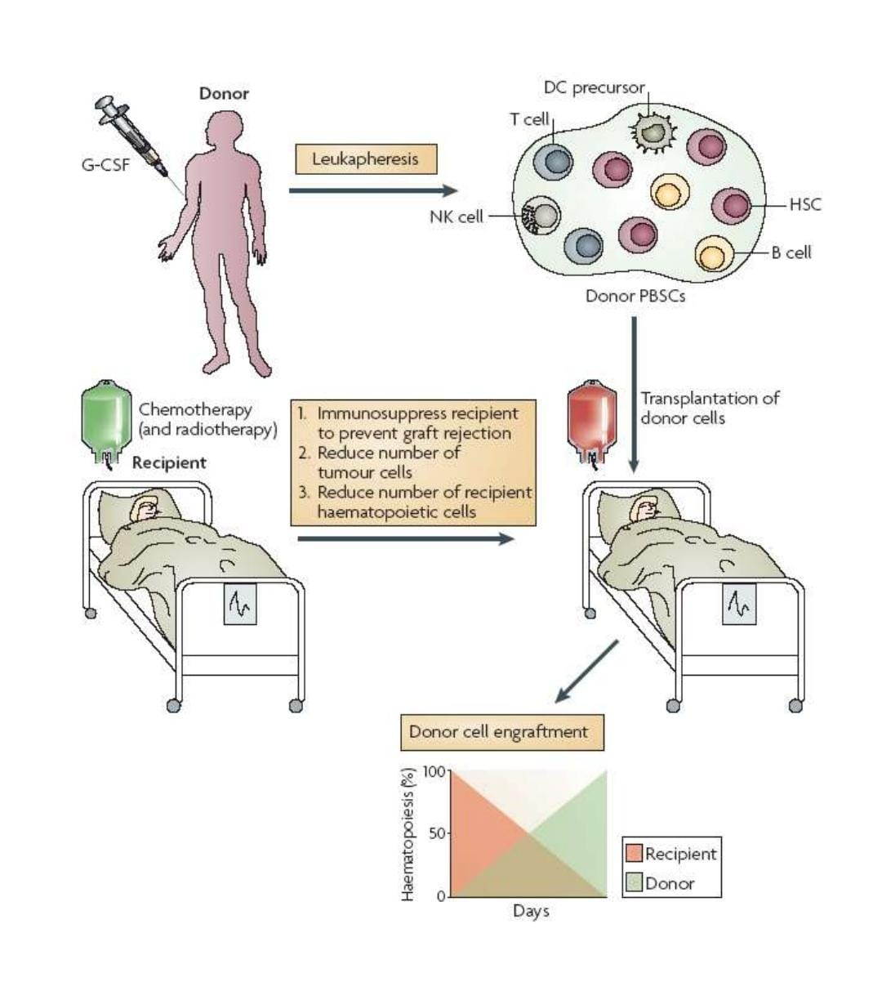 Donor
G-CSF
Leukapheresis
DC precursor
T cell
NK cell
HSC
B cell
Donor PBSCs
Chemotherapy
(and radiotherapy)
Recipient
1. Immunosuppress recipient
to prevent graft rejection
2. Reduce number of
tumour cells
3. Reduce number of recipient
haematopoietic cells
Transplantation of
donor cells
Donor cell engraftment
Haematopoiesis (%)
100
50
0
Days
Recipient
Donor